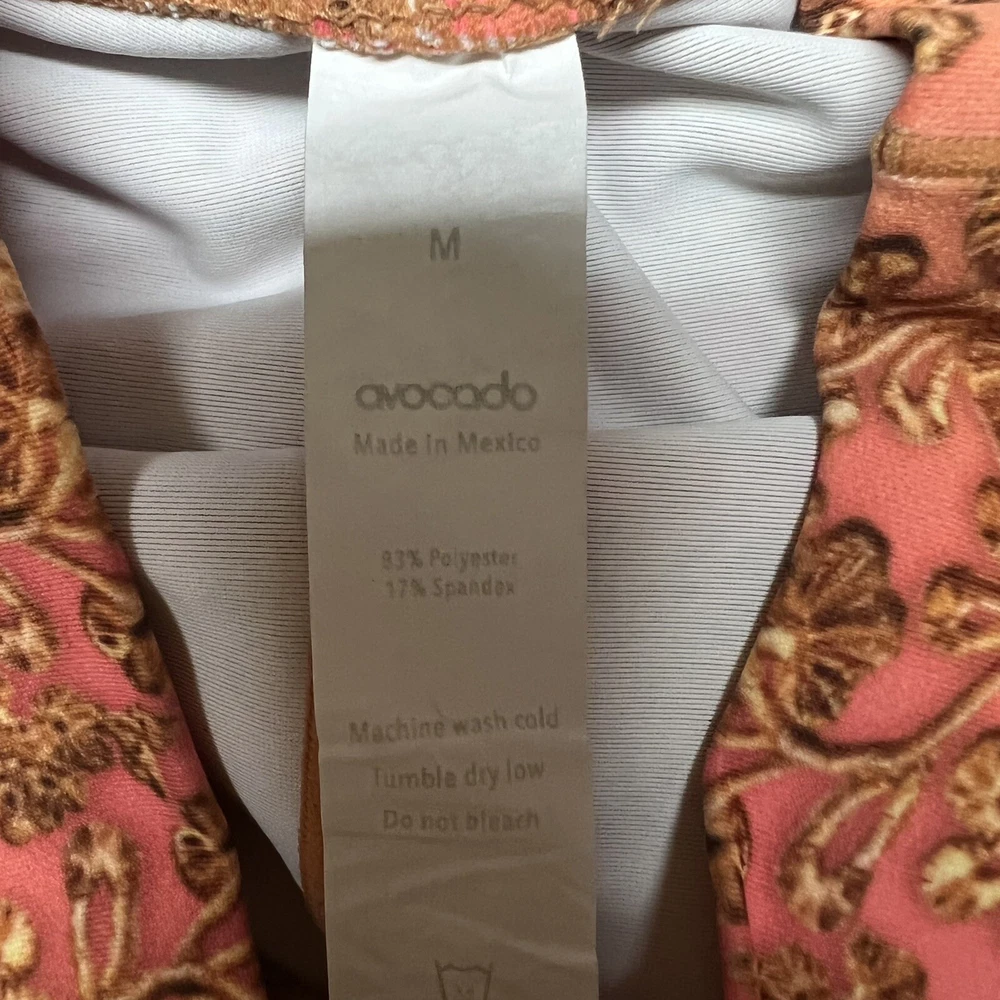 M
avocado
Made in Mexico
83% Polyester
17% Spandex
Machine wash cold
Tumble dry low
Do not bleach